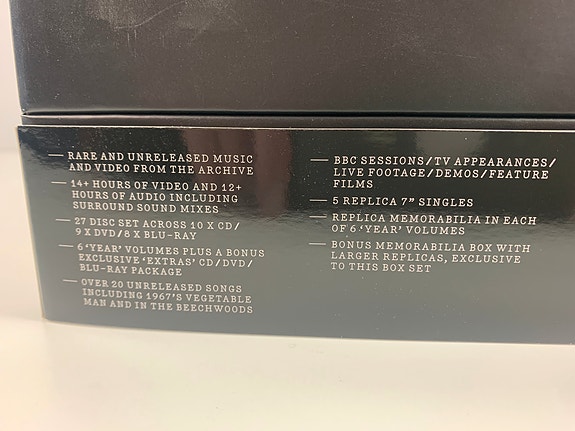 — RARE AND UNRELEASED MUSIC
AND VIDEO FROM THE ARCHIVE
— 14+ HOURS OF VIDEO AND 12+
HOURS OF AUDIO INCLUDING
SURROUND SOUND MIXES
— 27 DISC SET ACROSS 10 X CD/
9 X DVD/8 X BLU-RAY
— 6 ‘YEAR’ VOLUMES PLUS A BONUS
EXCLUSIVE ‘EXTRAS’ CD/DVD/
BLU-RAY PACKAGE
— OVER 20 UNRELEASED SONGS
INCLUDING 1967’S VEGETABLE
MAN AND IN THE BEECHWOODS
— BBC SESSIONS/TV APPEARANCES/
LIVE FOOTAGE/DEMOS/FEATURE
FILMS
— 5 REPLICA 7” SINGLES
— REPLICA MEMORABILIA IN EACH
OF 6 ‘YEAR’ VOLUMES
— BONUS MEMORABILIA BOX WITH
LARGER REPLICAS, EXCLUSIVE
TO THIS BOX SET